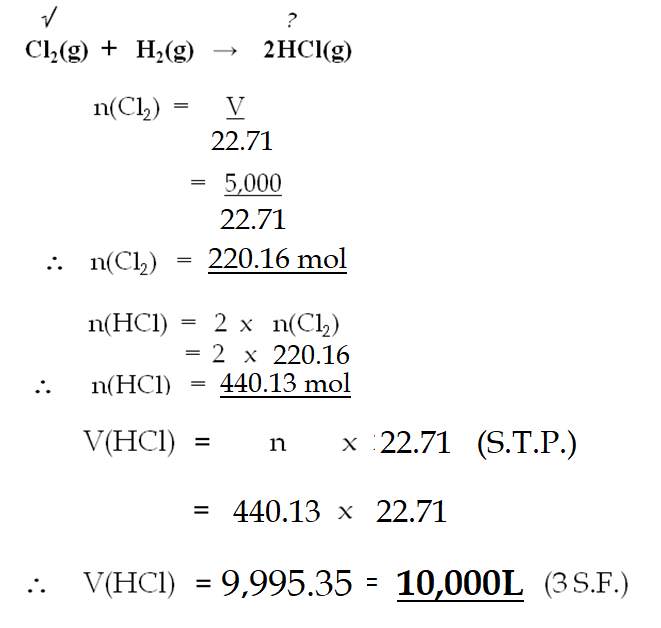 √ ?
Cl₂(g) + H₂(g) → 2HCl(g)
n(Cl₂) = V
22.71
= 5,000
22.71
∴ n(Cl₂) = 220.16 mol
n(HCl) = 2 x n(Cl₂)
= 2 x 220.16
∴ n(HCl) = 440.13 mol
V(HCl) = n x 22.71 (S.T.P.)
= 440.13 x 22.71
∴ V(HCl) = 9,995.35 = 10,000L (3 S.F.)